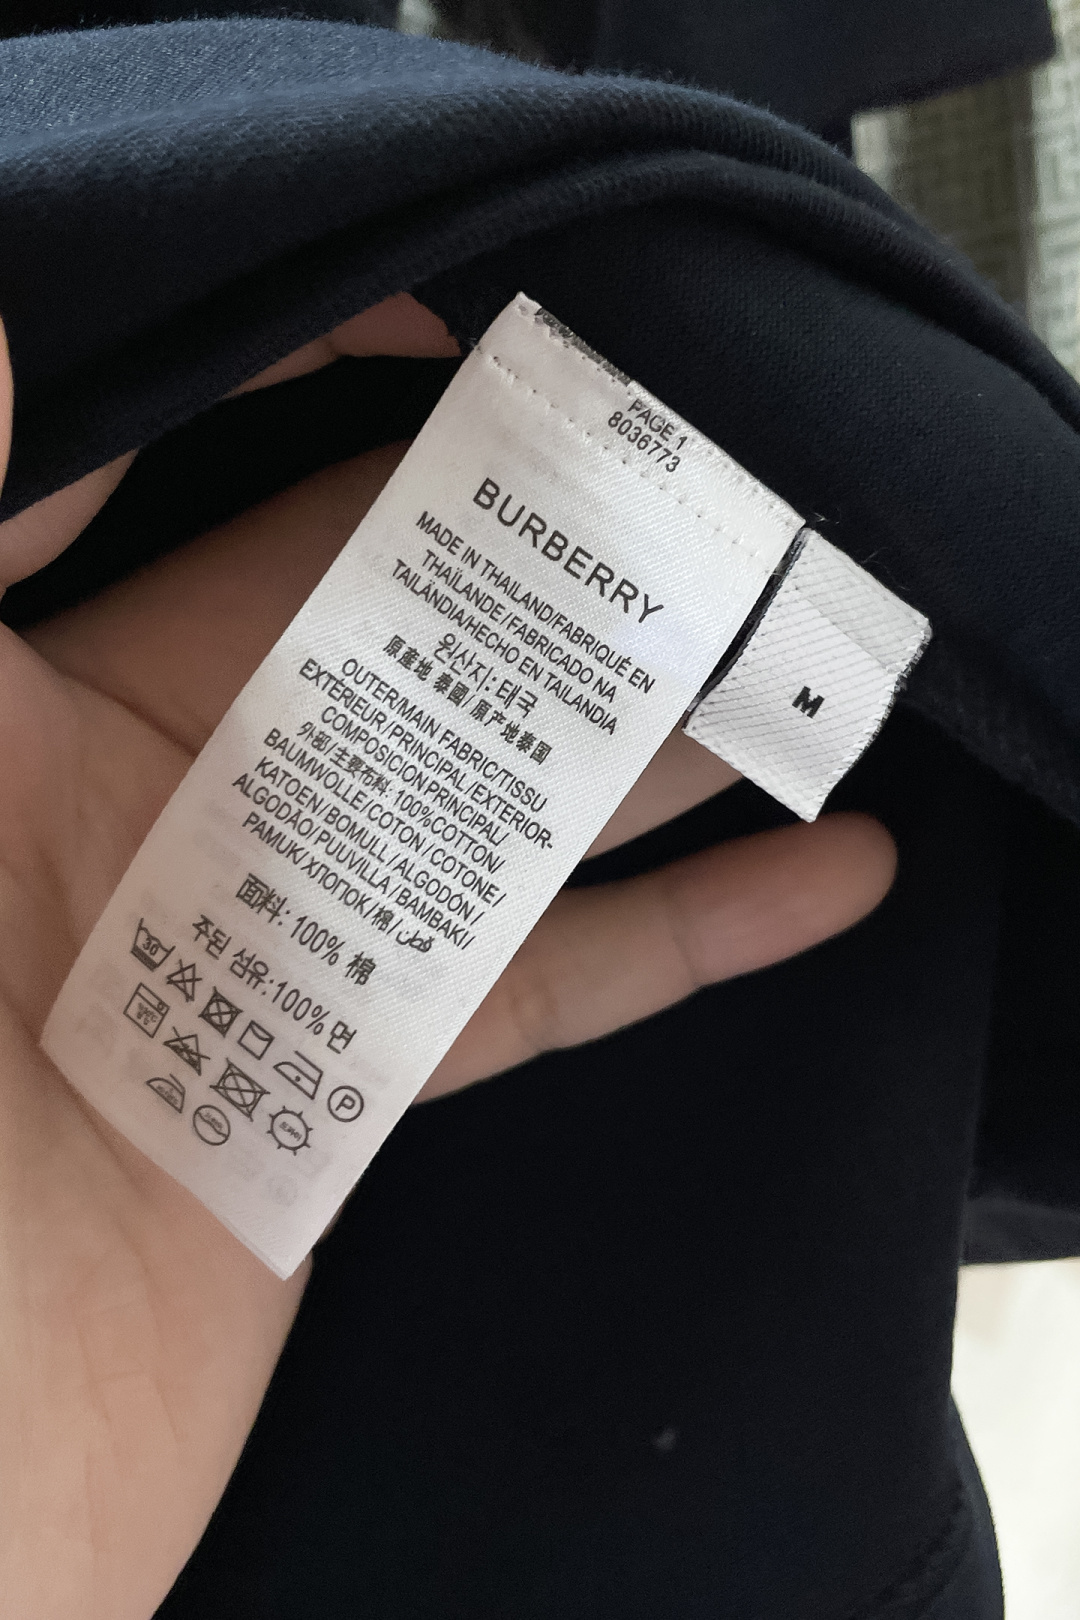 PAGE 1
8036773
BURBERRY
MADE IN THAILAND/FABRIQUÉ EN
THAÏLANDE/FABRICADO NA
TAILÂNDIA/HECHO EN TAILANDIA
원산지: 태국
原產地 泰國/ 原产地泰国
OUTER/MAIN FABRIC/TISSU
EXTERIEUR/PRINCIPAL/EXTERIOR-
COMPOSICION PRINCIPAL/
外部/主要布料: 100%COTTON/
BAUMWOLLE/COTON/COTONE/
KATOEN/BOMULL/ALGODÓN/
ALGODÃO/PUUVILLA/BAMBAKI/
PAMUK/ХЛОПОК/棉/قطن
面料: 100% 棉
주된 섬유:100% 면
30
P
M